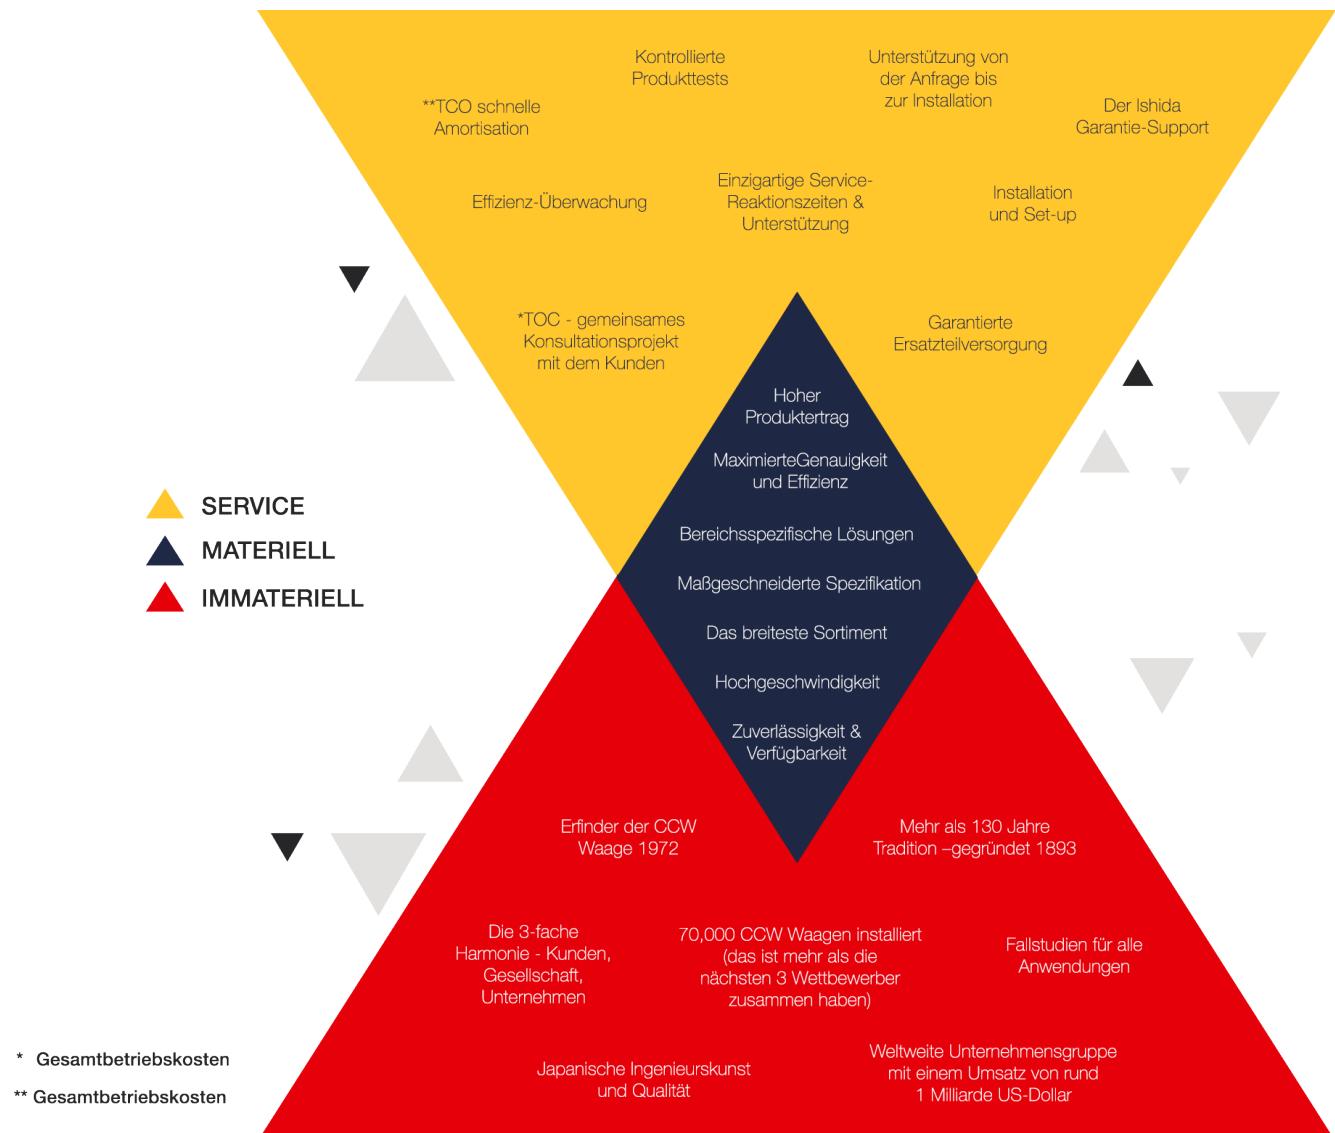 Kontrollierte
Produkttests
Unterstützung von
der Anfrage bis
zur Installation
**TCO schnelle
Amortisation
Der Ishida
Garantie-Support
Effizienz-Überwachung
Einzigartige Service-
Reaktionszeiten &
Unterstützung
Installation
und Set-up
*TOC - gemeinsames
Konsultationsprojekt
mit dem Kunden
Garantierte
Ersatzteilversorgung
Hoher
Produktertrag
MaximierteGenauigkeit
und Effizienz
Bereichsspezifische Lösungen
Maßgeschneiderte Spezifikation
Das breiteste Sortiment
Hochgeschwindigkeit
Zuverlässigkeit &
Verfügbarkeit
SERVICE
MATERIELL
IMMATERIELL
Erfinder der CCW
Waage 1972
Mehr als 130 Jahre
Tradition –gegründet 1893
Die 3-fache
Harmonie - Kunden,
Gesellschaft,
Unternehmen
70,000 CCW Waagen installiert
(das ist mehr als die
nächsten 3 Wettbewerber
zusammen haben)
Fallstudien für alle
Anwendungen
Japanische Ingenieurskunst
und Qualität
Weltweite Unternehmensgruppe
mit einem Umsatz von rund
1 Milliarde US-Dollar
* Gesamtbetriebskosten
** Gesamtbetriebskosten